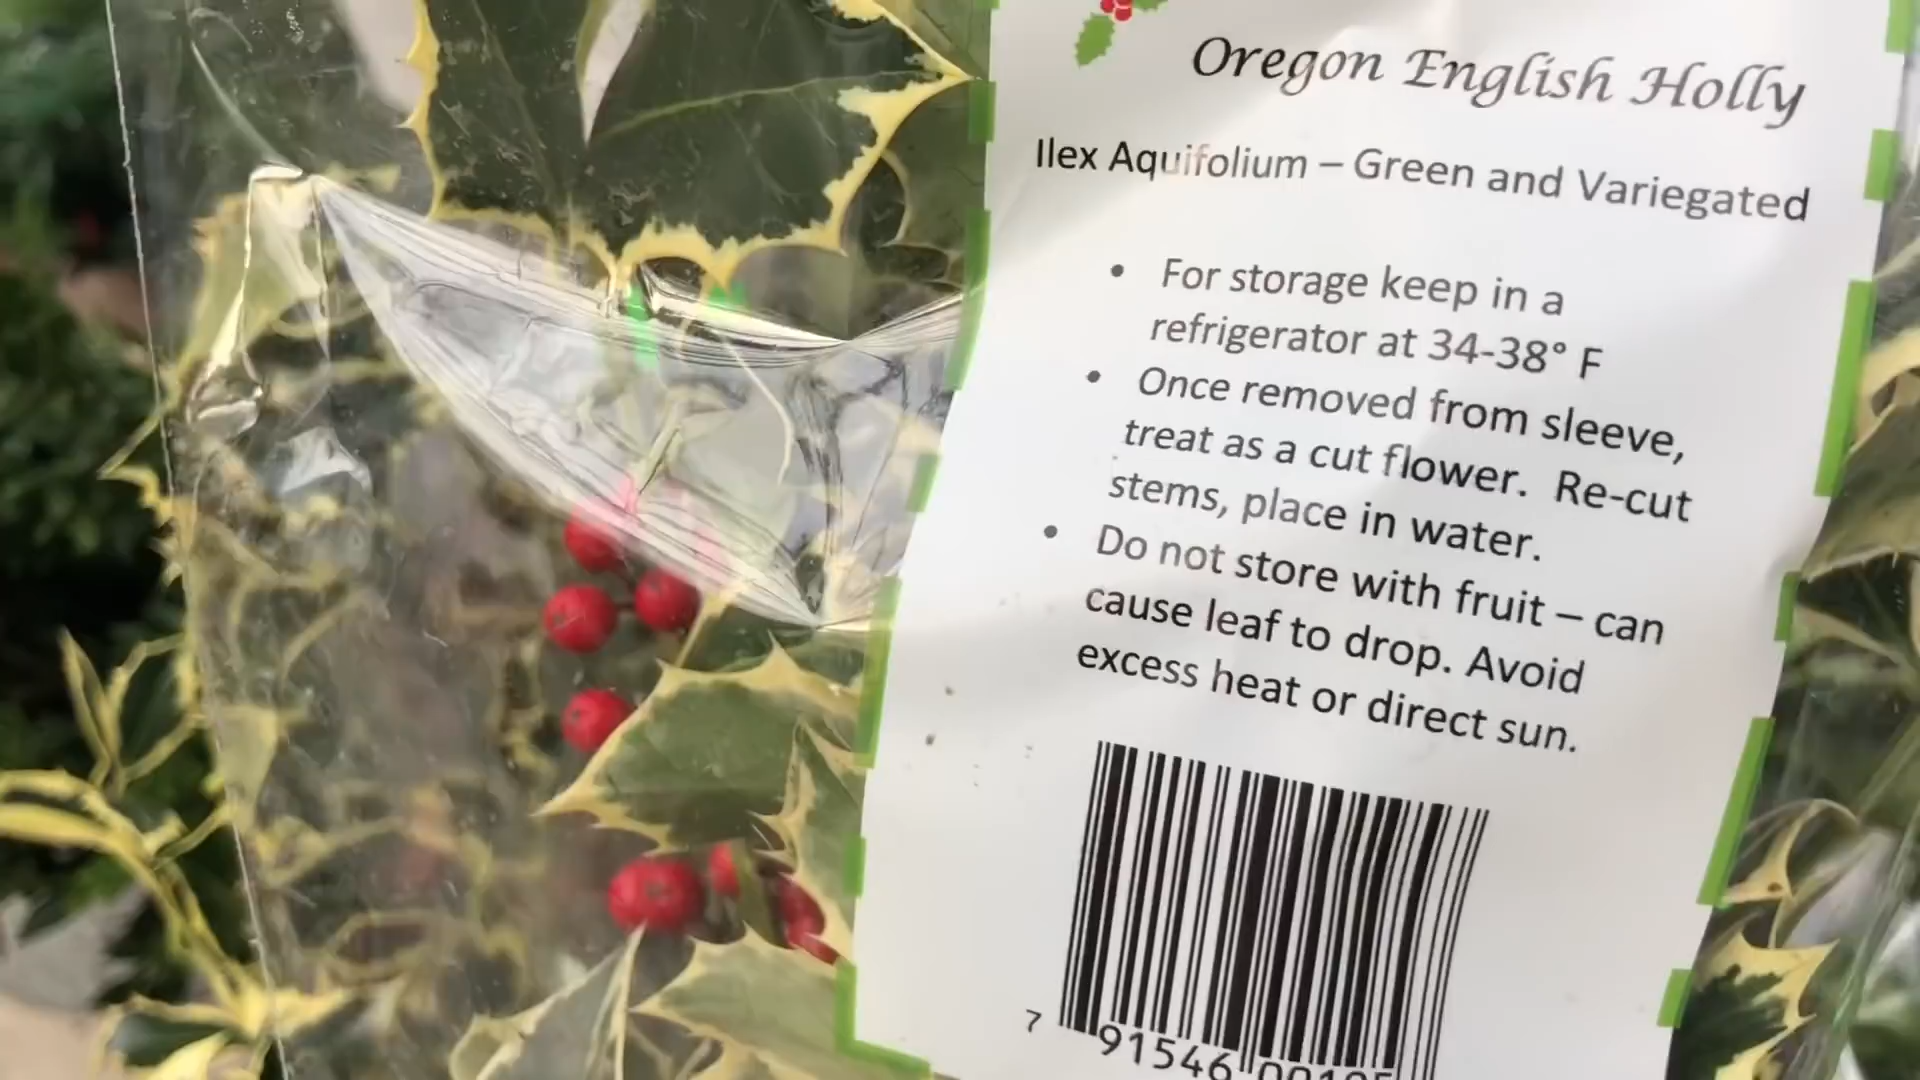 Oregon English Holly
Ilex Aquifolium – Green and Variegated
• For storage keep in a
refrigerator at 34-38° F
• Once removed from sleeve,
treat as a cut flower. Re-cut
stems, place in water.
• Do not store with fruit – can
cause leaf to drop. Avoid
excess heat or direct sun.
7 91546